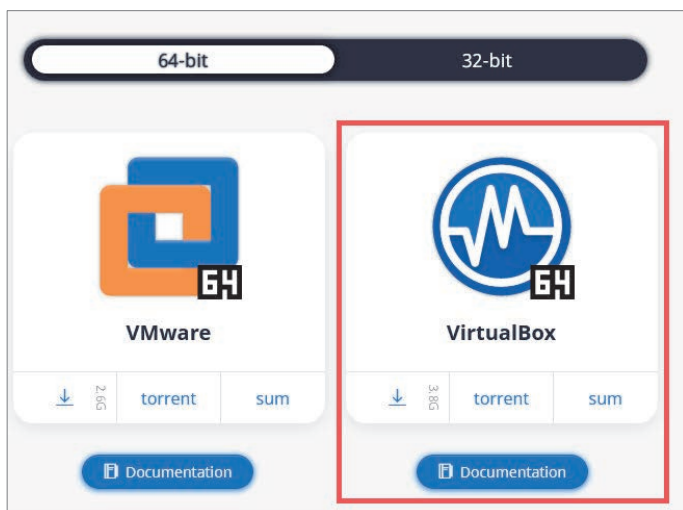 64-bit 32-bit
64 64
VMware VirtualBox
2.6G torrent sum 3.8G torrent sum
Documentation Documentation